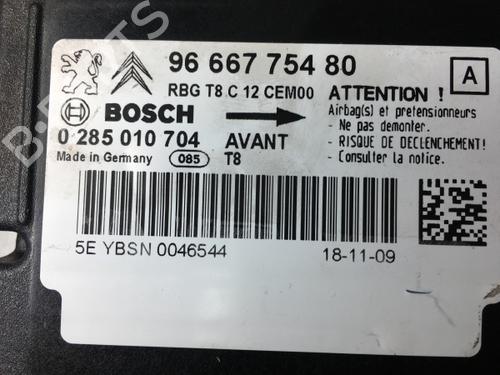 96 667 754 80
A
RBG T8 C 12 CEM00
ATTENTION !
BOSCH
Airbag(s) et pretensionneurs
- Ne pas demonter.
0 285 010 704
AVANT
- RISQUE DE DECLENCHEMENT!
Made in Germany
085
T8
- Consulter la notice.
5E YBSN 0046544
18-11-09